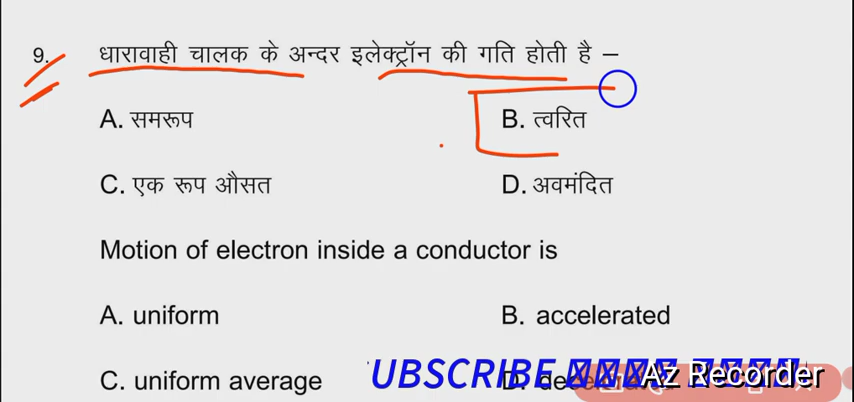 9. धारावाही चालक के अन्दर इलेक्ट्रॉन की गति होती है –
A. समरूप B. त्वरित
C. एक रूप औसत D. अवमंदित
Motion of electron inside a conductor is
A. uniform B. accelerated
C. uniform average D.
UBSCRIBE
Az Recorder